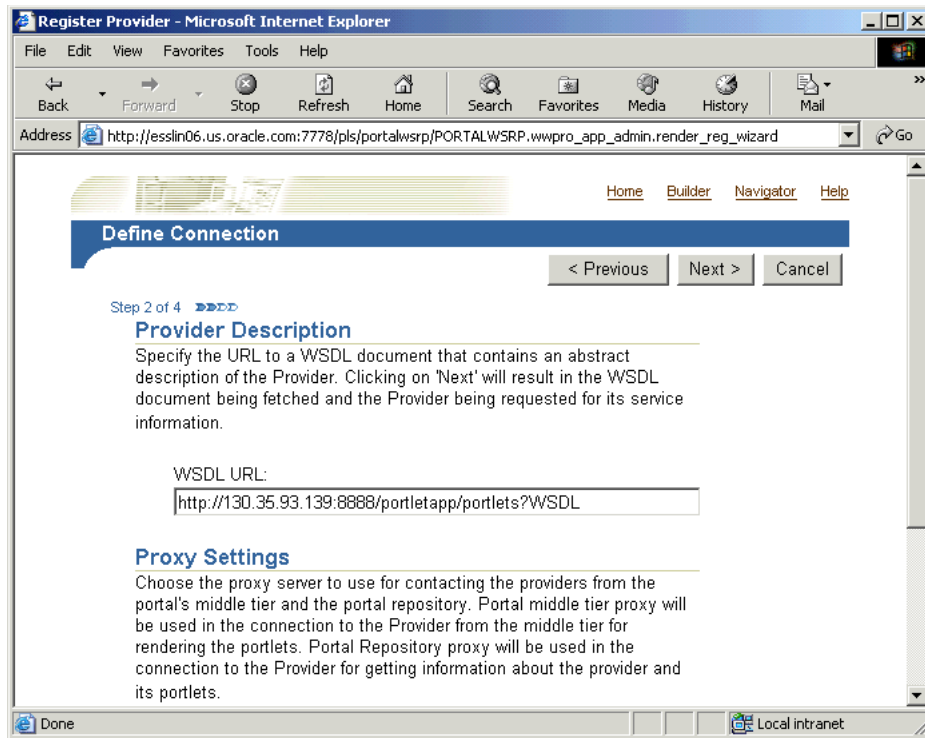 Register Provider - Microsoft Internet Explorer
File Edit View Favorites Tools Help
Back Forward Stop Refresh Home Search Favorites Media History Mail »
Address http://esslin06.us.oracle.com:7778/pls/portalwsrp/PORTALWSRP.wwpro_app_admin.render_reg_wizard Go
Home Builder Navigator Help
Define Connection
< Previous Next > Cancel
Step 2 of 4
Provider Description
Specify the URL to a WSDL document that contains an abstract
description of the Provider. Clicking on 'Next' will result in the WSDL
document being fetched and the Provider being requested for its service
information.
WSDL URL:
http://130.35.93.139:8888/portletapp/portlets?WSDL
Proxy Settings
Choose the proxy server to use for contacting the providers from the
portal's middle tier and the portal repository. Portal middle tier proxy will
be used in the connection to the Provider from the middle tier for
rendering the portlets. Portal Repository proxy will be used in the
connection to the Provider for getting information about the provider and
its portlets.
Done Local intranet